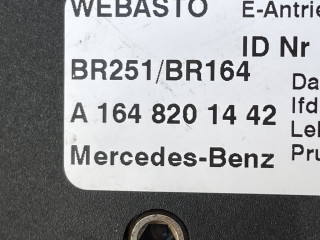 WEBASTO E-Antrie
ID Nr
BR251/BR164
Da
A 164 820 14 42 lfd
Lei
Mercedes-Benz Pru